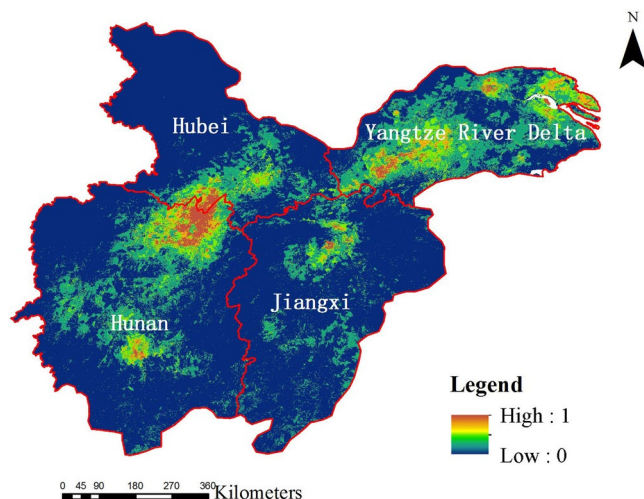 N
Hubei
Yangtze River Delta
Jiangxi
Hunan
Legend
High : 1
Low : 0
0 45 90 180 270 360
Kilometers